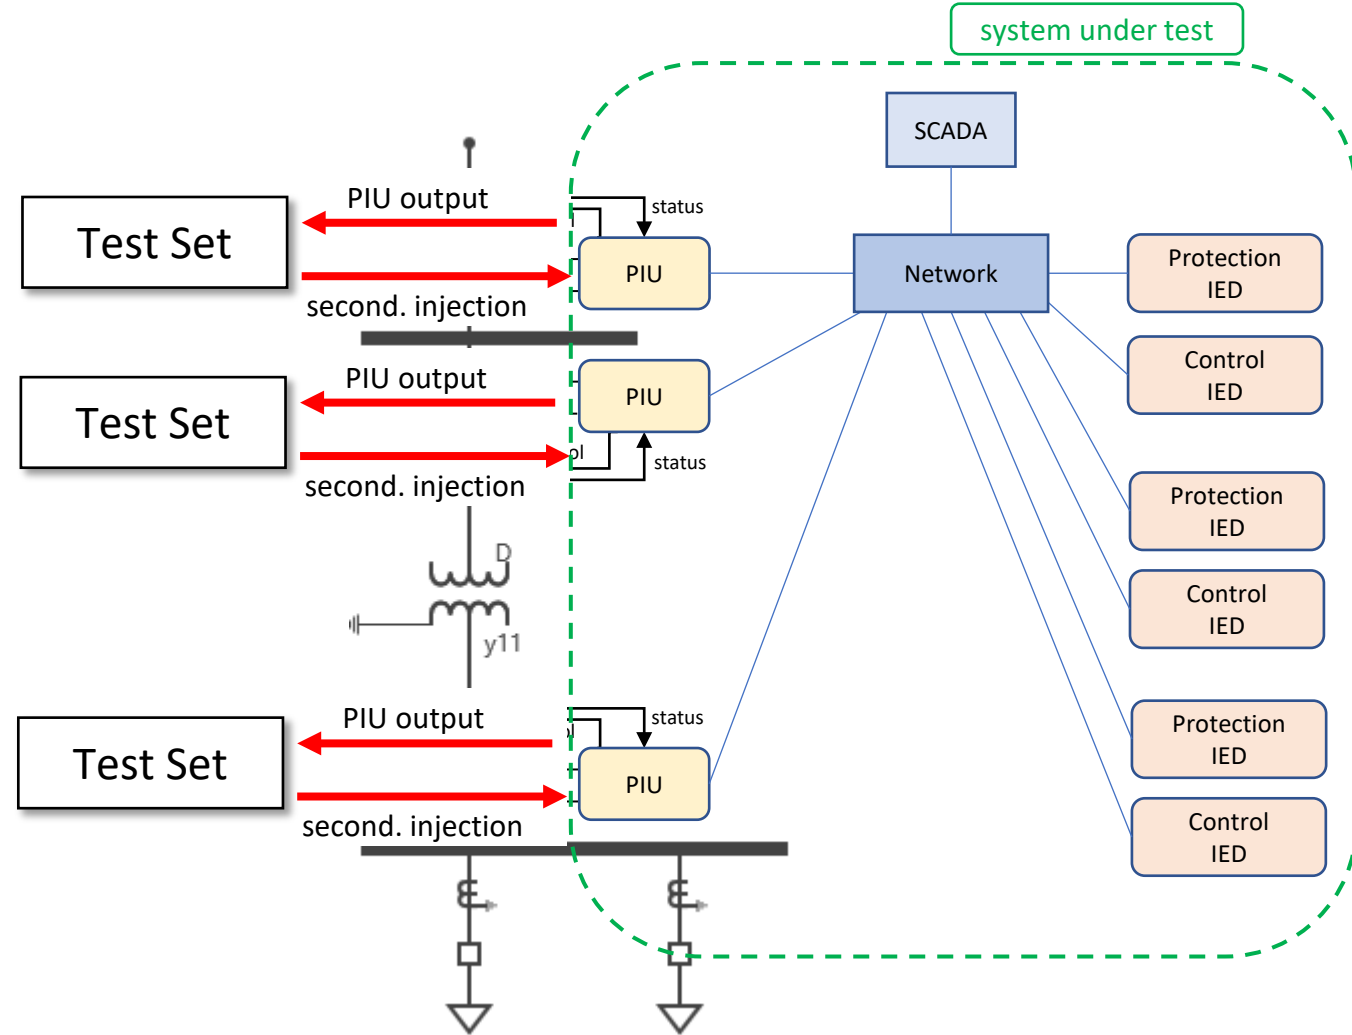 system under test
SCADA
PIU output
status
Test Set
PIU
Network
Protection
IED
second. injection
PIU output
PIU
Control
IED
Test Set
ol
status
second. injection
Protection
IED
D
Control
IED
y11
PIU output
status
Protection
IED
Test Set
PIU
second. injection
Control
IED